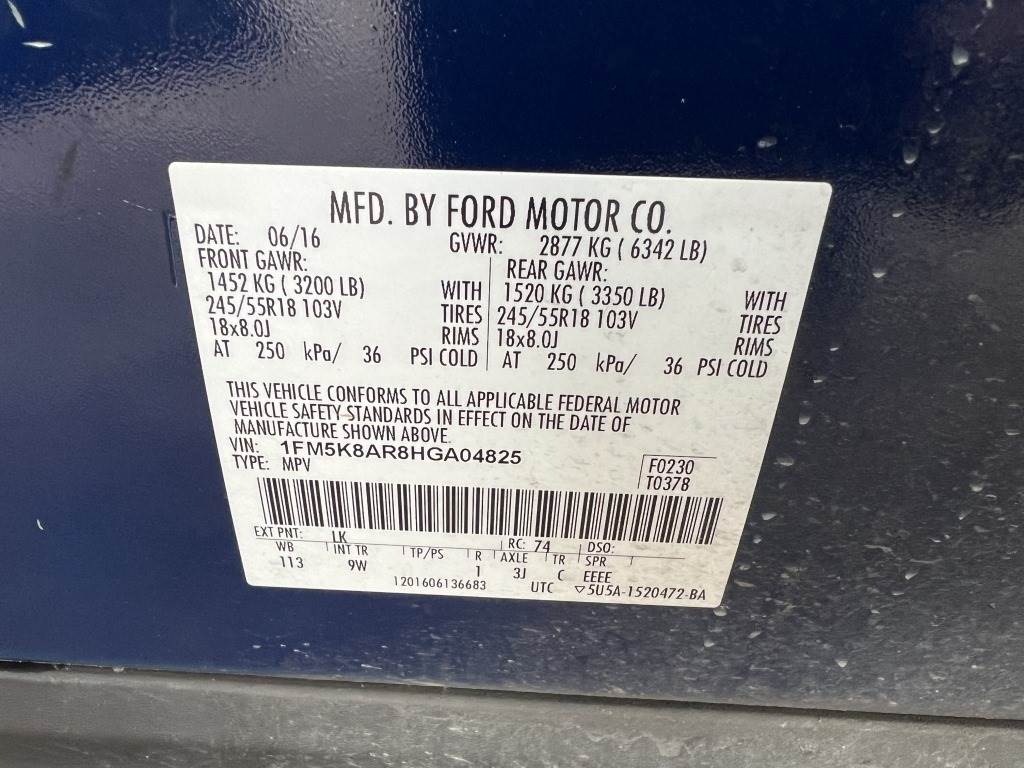 MFD. BY FORD MOTOR CO.
DATE: 06/16 GVWR: 2877 KG ( 6342 LB)
FRONT GAWR: REAR GAWR:
1452 KG ( 3200 LB) WITH 1520 KG ( 3350 LB) WITH
245/55R18 103V TIRES 245/55R18 103V TIRES
18x8.0J RIMS 18x8.0J RIMS
AT 250 kPa/ 36 PSI COLD AT 250 kPa/ 36 PSI COLD
THIS VEHICLE CONFORMS TO ALL APPLICABLE FEDERAL MOTOR
VEHICLE SAFETY STANDARDS IN EFFECT ON THE DATE OF
MANUFACTURE SHOWN ABOVE.
VIN: 1FM5K8AR8HGA04825
TYPE: MPV
F0230
T0378
EXT PNT: LK RC: 74 DSO:
WB INT TR TP/PS R AXLE TR SPR
113 9W 1 3J C EEEE
1201606136683 UTC ▽5U5A-1520472-BA